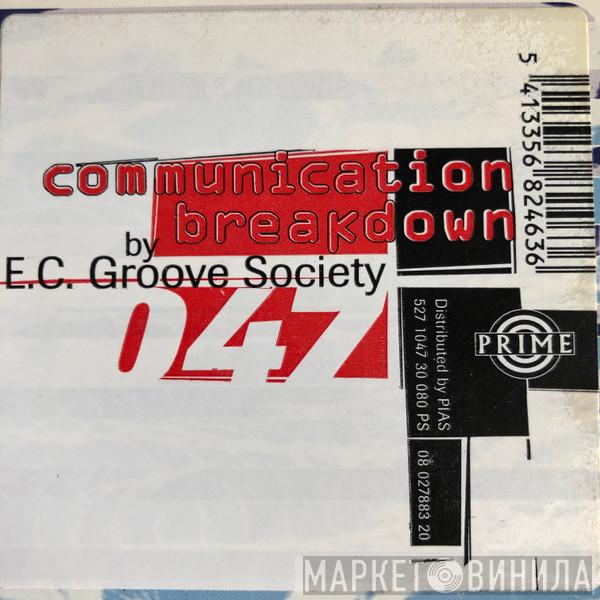 communication
breakdown
by
E.C. Groove Society
047
5 413356 824636
PRIME
Distributed by PIAS
527 1047 30 080 PS
08 027883 20
МАРКЕТ ВИНИЛА